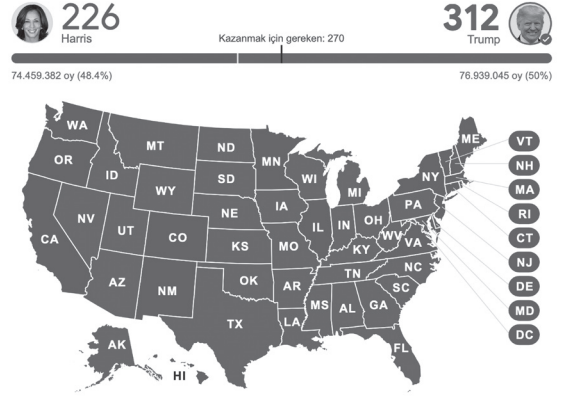 226
Harris
Kazanmak için gereken: 270
312
Trump
74.459.382 oy (48.4%)
76.939.045 oy (50%)
WA
MT
ND
MN
ME
VT
OR
ID
SD
WI
MI
NY
NH
WY
MA
NV
NE
IA
PA
RI
UT
CO
IL
IN
OH
CT
CA
KS
MO
KY
WV
VA
NJ
AZ
NM
OK
AR
TN
NC
DE
MS
AL
GA
SC
MD
TX
LA
DC
AK
HI
FL